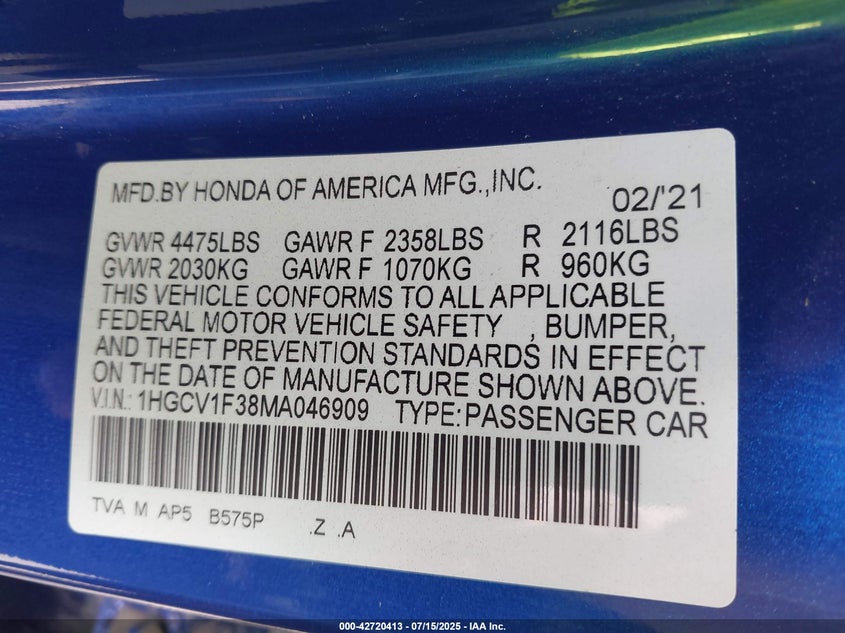 MFD.BY HONDA OF AMERICA MFG.,INC. 02/'21
GVWR 4475LBS GAWR F 2358LBS R 2116LBS
GVWR 2030KG GAWR F 1070KG R 960KG
THIS VEHICLE CONFORMS TO ALL APPLICABLE
FEDERAL MOTOR VEHICLE SAFETY , BUMPER,
AND THEFT PREVENTION STANDARDS IN EFFECT
ON THE DATE OF MANUFACTURE SHOWN ABOVE.
V.I.N.: 1HGCV1F38MA046909 TYPE:PASSENGER CAR
TVA M AP5 B575P .Z .A
000-42720413 - 07/15/2025 - IAA Inc.